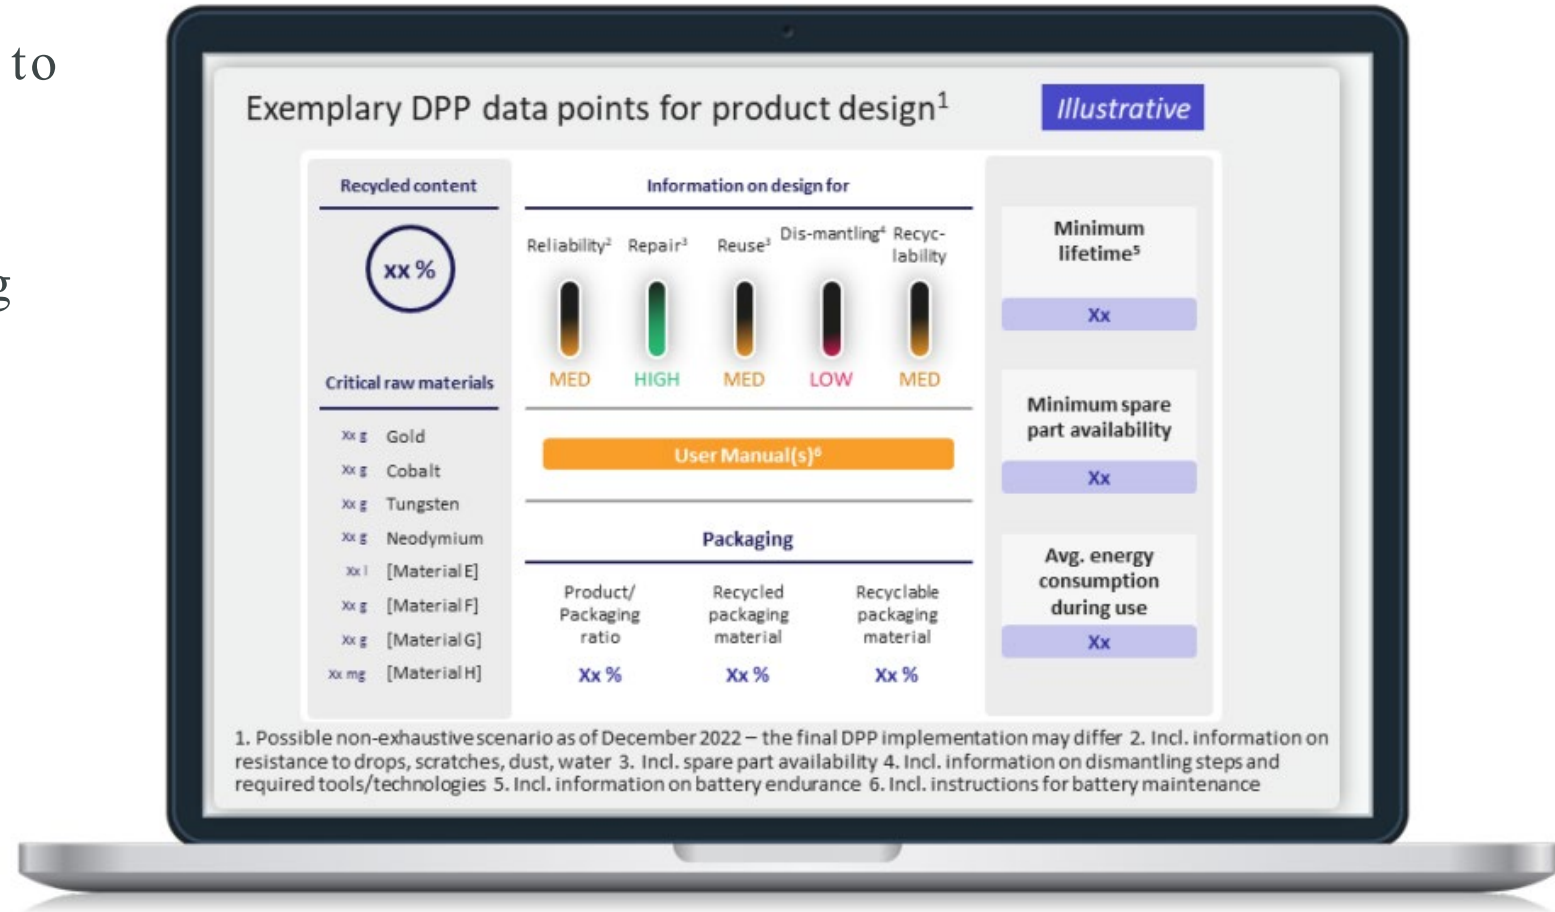 to
g
Exemplary DPP data points for product design¹
Illustrative
Recycled content
xx %
Critical raw materials
Xx g Gold
Xx g Cobalt
Xx g Tungsten
Xx g Neodymium
Xx l [Material E]
Xx g [Material F]
Xx g [Material G]
Xx mg [Material H]
Information on design for
Reliability² Repair³ Reuse³ Dis-mantling⁴ Recyc-
lability
MED HIGH MED LOW MED
User Manual(s)⁶
Packaging
Product/
Packaging
ratio
Xx %
Recycled
packaging
material
Xx %
Recyclable
packaging
material
Xx %
Minimum
lifetime⁵
Xx
Minimum spare
part availability
Xx
Avg. energy
consumption
during use
Xx
1. Possible non-exhaustive scenario as of December 2022 – the final DPP implementation may differ 2. Incl. information on
resistance to drops, scratches, dust, water 3. Incl. spare part availability 4. Incl. information on dismantling steps and
required tools/technologies 5. Incl. information on battery endurance 6. Incl. instructions for battery maintenance